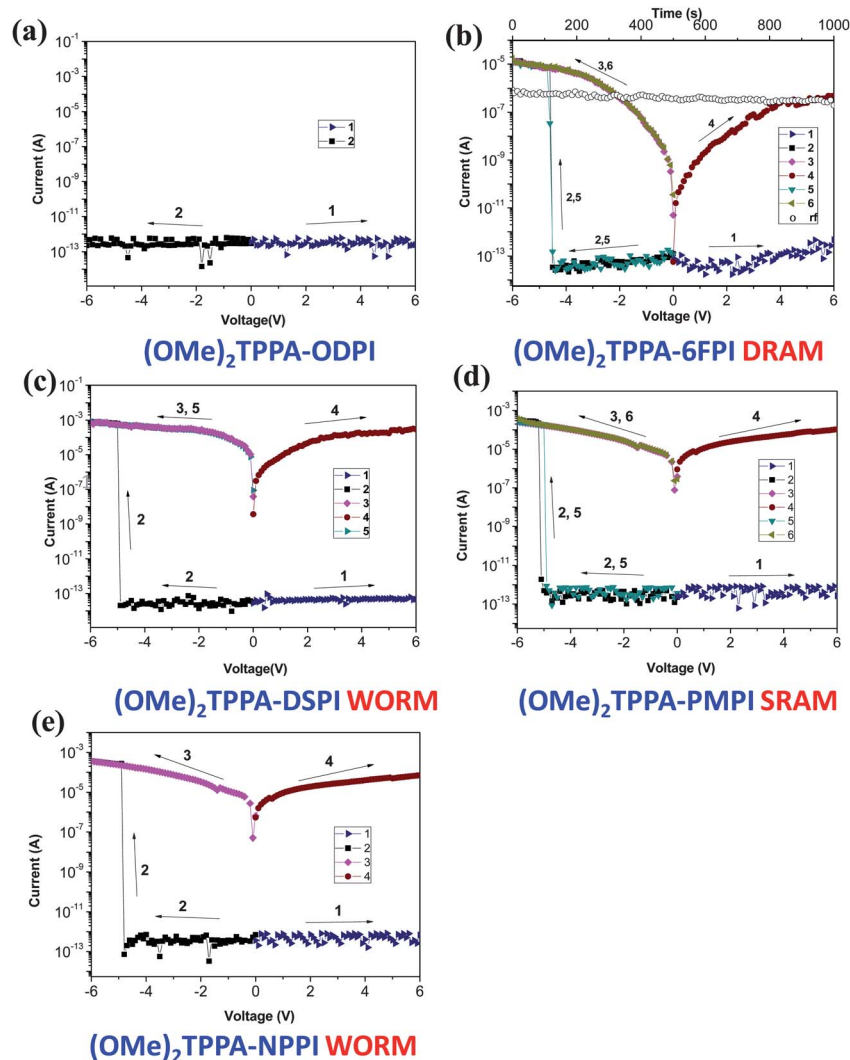 (a)
10^-1
10^-3
10^-5
10^-7
10^-9
10^-11
10^-13
Current (A)
1
2
2
1
-6 -4 -2 0 2 4 6
Voltage(V)
(OMe)₂TPPA-ODPI
(b)
Time (s)
0 200 400 600 800 1000
10^-5
10^-7
10^-9
10^-11
10^-13
Current (A)
3,6
4
2,5
2,5
1
1
2
3
4
5
6
rf
-6 -4 -2 0 2 4 6
Voltage (V)
(OMe)₂TPPA-6FPI DRAM
(c)
10^-1
10^-3
10^-5
10^-7
10^-9
10^-11
10^-13
Current (A)
3, 5
4
2
2
1
1
2
3
4
5
-6 -4 -2 0 2 4 6
Voltage(V)
(OMe)₂TPPA-DSPI WORM
(d)
10^-3
10^-5
10^-7
10^-9
10^-11
10^-13
Current (A)
3, 6
4
2, 5
2, 5
1
1
2
3
4
5
6
-6 -4 -2 0 2 4 6
Voltage (V)
(OMe)₂TPPA-PMPI SRAM
(e)
10^-3
10^-5
10^-7
10^-9
10^-11
10^-13
Current (A)
3
4
2
2
1
1
2
3
4
-6 -4 -2 0 2 4 6
Voltage (V)
(OMe)₂TPPA-NPPI WORM